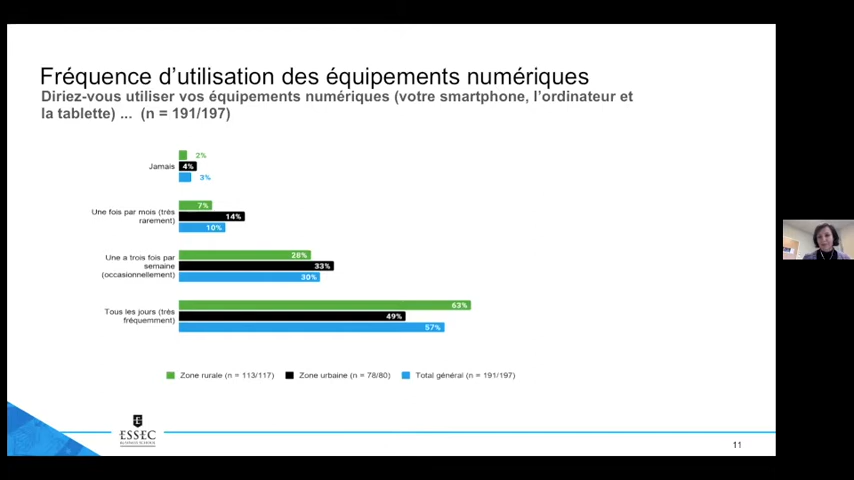 Fréquence d’utilisation des équipements numériques
Diriez-vous utiliser vos équipements numériques (votre smartphone, l’ordinateur et
la tablette) ... (n = 191/197)
Jamais
2%
4%
3%
Une fois par mois (très
rarement)
7%
14%
10%
Une a trois fois par
semaine
(occasionnellement)
28%
33%
30%
Tous les jours (très
fréquemment)
63%
49%
57%
Zone rurale (n = 113/117)
Zone urbaine (n = 78/80)
Total général (n = 191/197)
ESSEC
BUSINESS SCHOOL
11